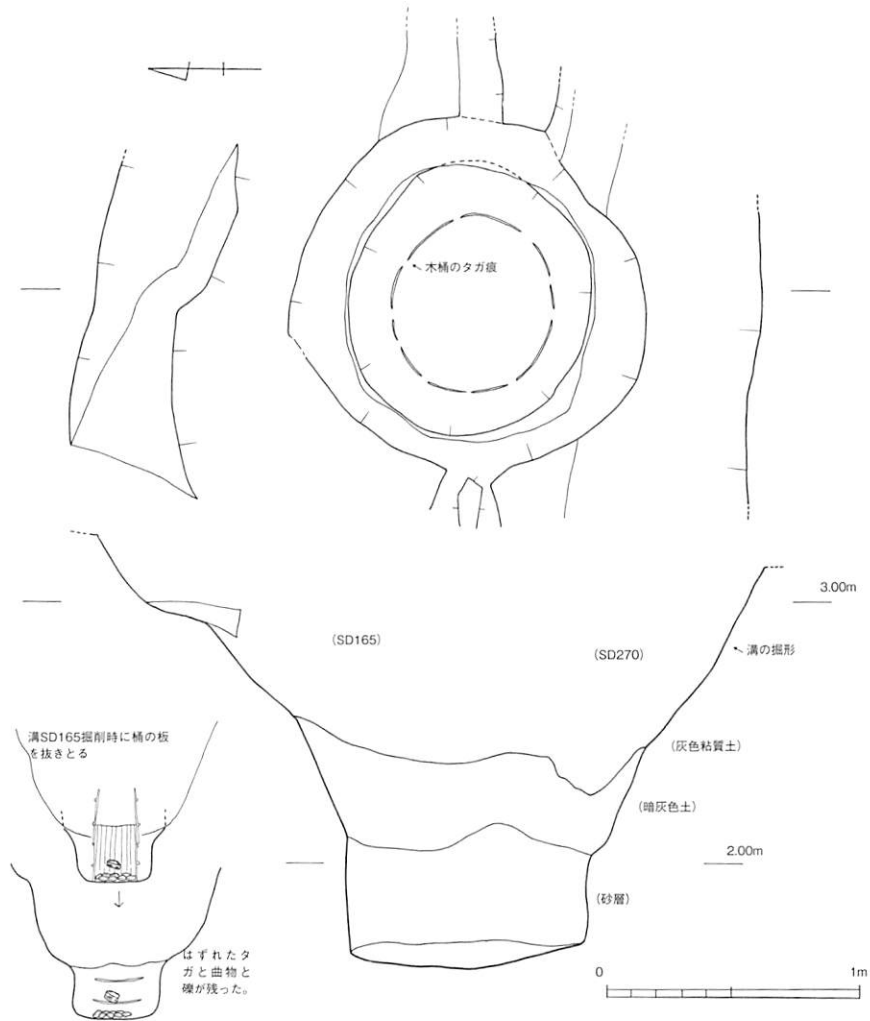 木桶のタガ痕
3.00m
(SD165)
(SD270)
溝の掘形
溝SD165掘削時に桶の板
を抜きとる
(灰色粘質土)
(暗灰色土)
2.00m
(砂層)
はずれたタ
ガと曲物と
礫が残った。
0
1m